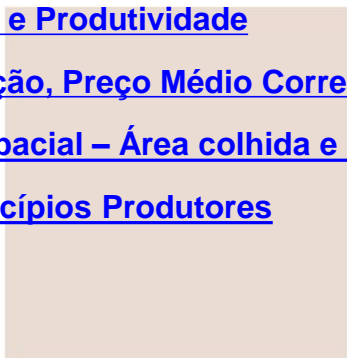 e Produtividade
ção, Preço Médio Corre
pacial – Área colhida e
cípios Produtores